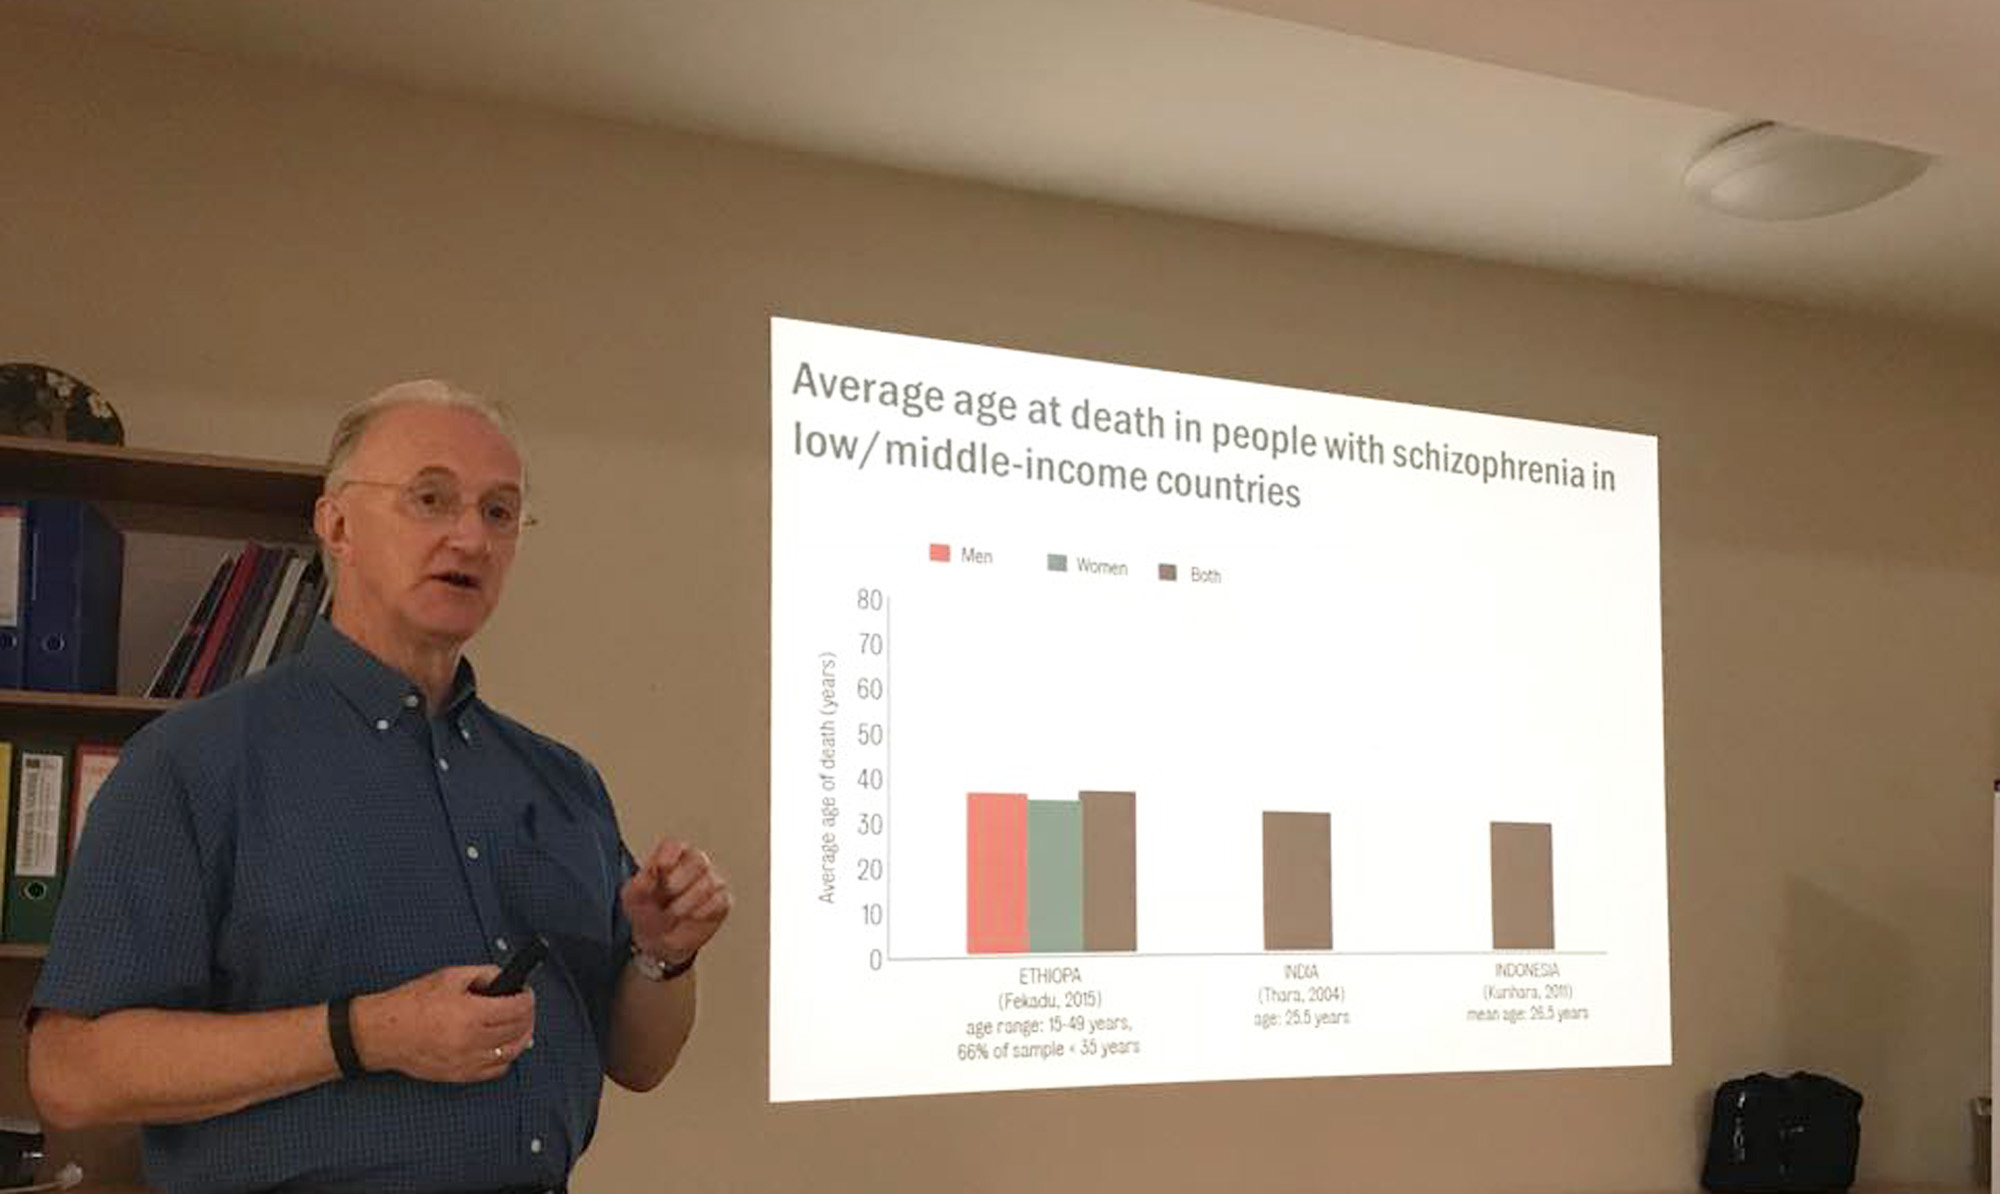 Average age at death in people with schizophrenia in
low/middle-income countries
Men
Women
Both
Average age of death (years)
80
70
60
50
40
30
20
10
0
ETHIOPA
(Fekadu, 2015)
age range: 15-49 years,
66% of sample < 35 years
INDIA
(Thara, 2004)
age: 25.5 years
INDONESIA
(Kurihara, 2011)
mean age: 26.5 years